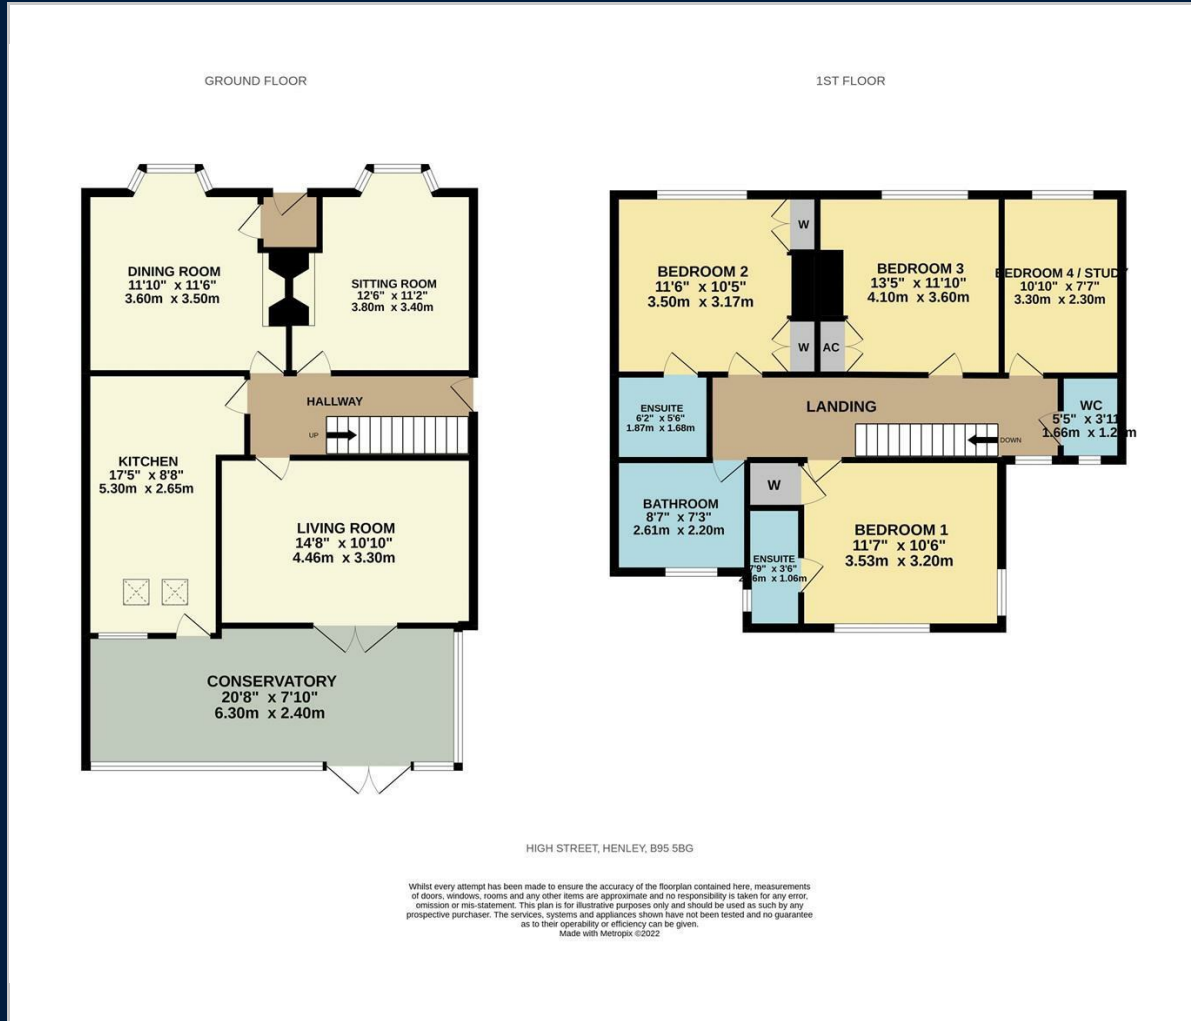 GROUND FLOOR
1ST FLOOR
DINING ROOM
11'10" x 11'6"
3.60m x 3.50m
SITTING ROOM
12'6" x 11'2"
3.80m x 3.40m
HALLWAY
UP
KITCHEN
17'5" x 8'8"
5.30m x 2.65m
LIVING ROOM
14'8" x 10'10"
4.46m x 3.30m
CONSERVATORY
20'8" x 7'10"
6.30m x 2.40m
BEDROOM 2
11'6" x 10'5"
3.50m x 3.17m
W
W
BEDROOM 3
13'5" x 11'10"
4.10m x 3.60m
AC
BEDROOM 4 / STUDY
10'10" x 7'7"
3.30m x 2.30m
ENSUITE
6'2" x 5'6"
1.87m x 1.68m
LANDING
DOWN
WC
5'5" x 3'11
1.66m x
BATHROOM
8'7" x 7'3"
2.61m x 2.20m
W
ENSUITE
7'9" x 3'6"
x 1.06m
BEDROOM 1
11'7" x 10'6"
3.53m x 3.20m
HIGH STREET, HENLEY, B95 5BG
Whilst every attempt has been made to ensure the accuracy of the floorplan contained here, measurements
of doors, windows, rooms and any other items are approximate and no responsibility is taken for any error,
omission or mis-statement. This plan is for illustrative purposes only and should be used as such by any
prospective purchaser. The services, systems and appliances shown have not been tested and no guarantee
as to their operability or efficiency can be given.
Made with Metropix ©2022